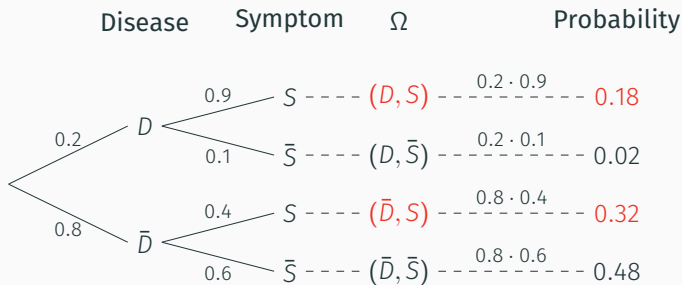 Disease Symptom Ω Probability
0.9 S (D, S) 0.2 · 0.9 0.18
0.2 D
0.1 S̄ (D, S̄) 0.2 · 0.1 0.02
0.4 S (D̄, S) 0.8 · 0.4 0.32
0.8 D̄
0.6 S̄ (D̄, S̄) 0.8 · 0.6 0.48